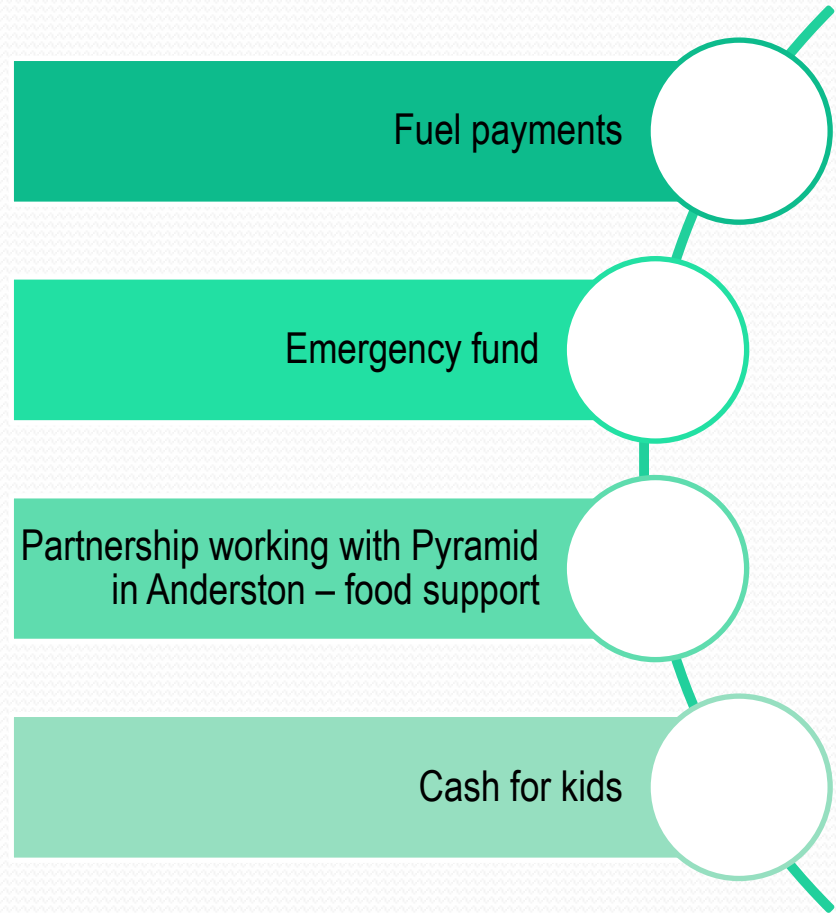 Fuel payments
Emergency fund
Partnership working with Pyramid
in Anderston – food support
Cash for kids